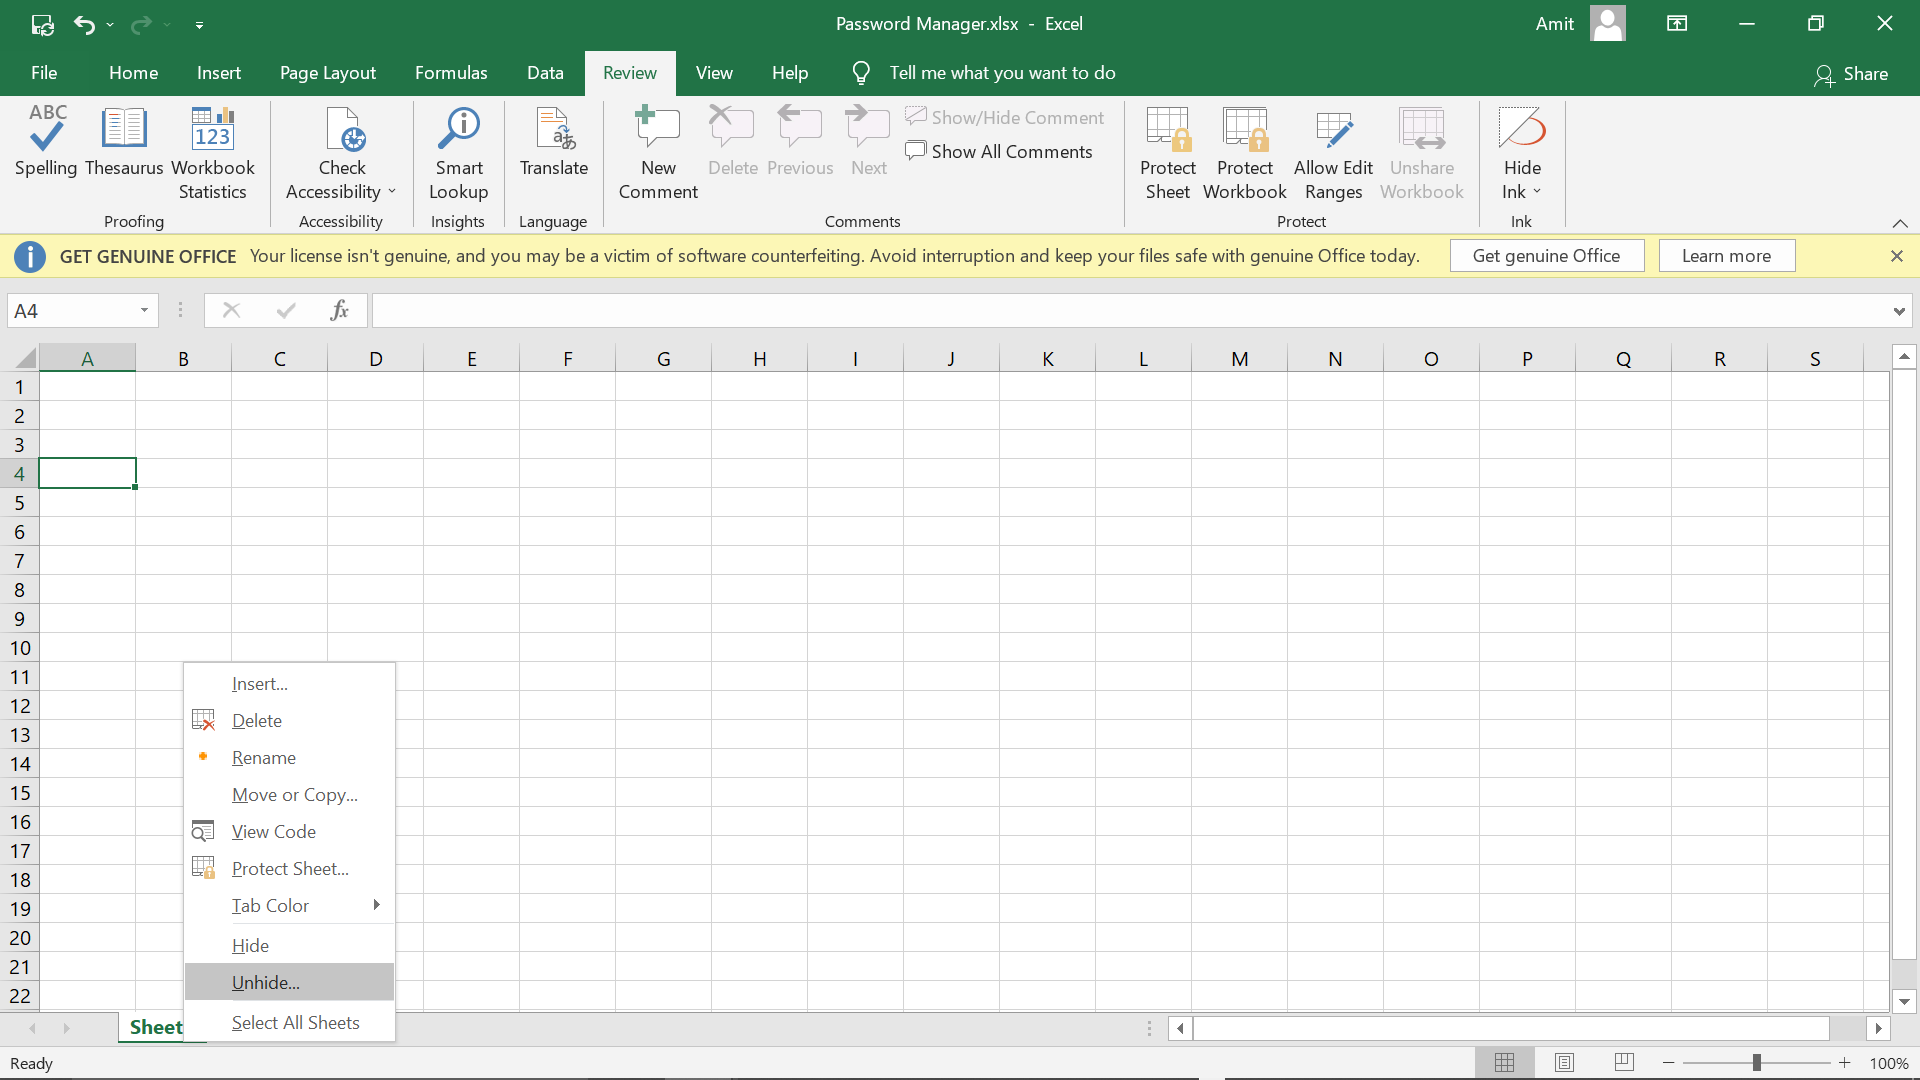 Password Manager.xlsx - Excel
Amit
File Home Insert Page Layout Formulas Data Review View Help Tell me what you want to do Share
ABC
Spelling
Thesaurus
123
Workbook
Statistics
Proofing
Check
Accessibility
Accessibility
Smart
Lookup
Insights
Translate
Language
New
Comment
Delete
Previous
Next
Show/Hide Comment
Show All Comments
Comments
Protect
Sheet
Protect
Workbook
Allow Edit
Ranges
Unshare
Workbook
Protect
Hide
Ink
Ink
GET GENUINE OFFICE Your license isn't genuine, and you may be a victim of software counterfeiting. Avoid interruption and keep your files safe with genuine Office today. Get genuine Office Learn more
A4 fx
A B C D E F G H I J K L M N O P Q R S
1
2
3
4
5
6
7
8
9
10
11
12
13
14
15
16
17
18
19
20
21
22
Insert...
Delete
Rename
Move or Copy...
View Code
Protect Sheet...
Tab Color
Hide
Unhide...
Select All Sheets
Sheet
Ready
100%